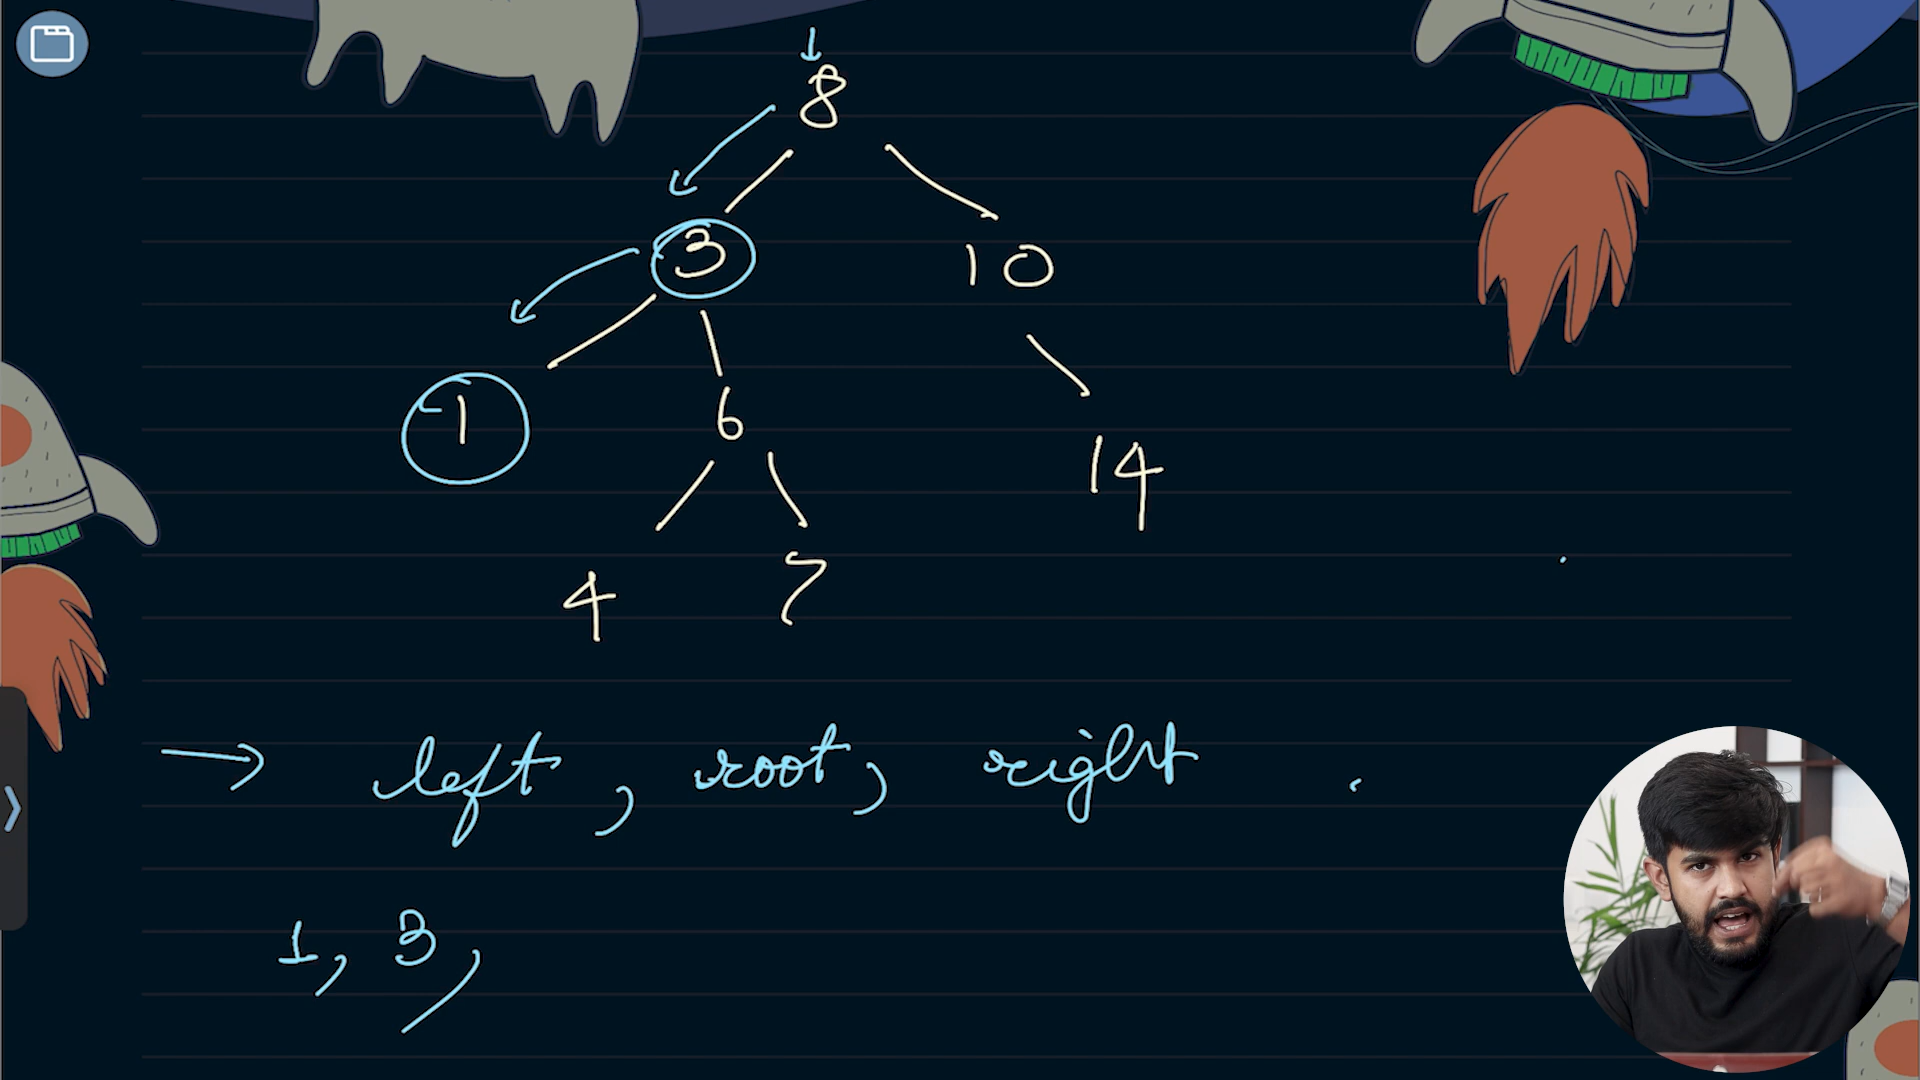 8
3 10
1 6 14
4 7
→ left, root, right .
1, 3,